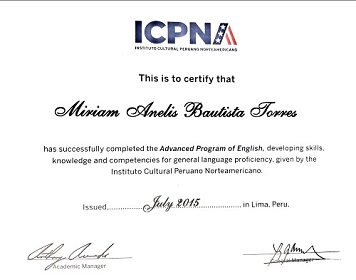 ICPNA
INSTITUTO CULTURAL PERUANO NORTEAMERICANO
This is to certify that
Miriam Anelis Bautista Torres
has successfully completed the Advanced Program of English, developing skills,
knowledge and competencies for general language proficiency, given by the
Instituto Cultural Peruano Norteamericano.
Issued....................July 2015....................... in Lima, Peru.
Academic Manager
Manager